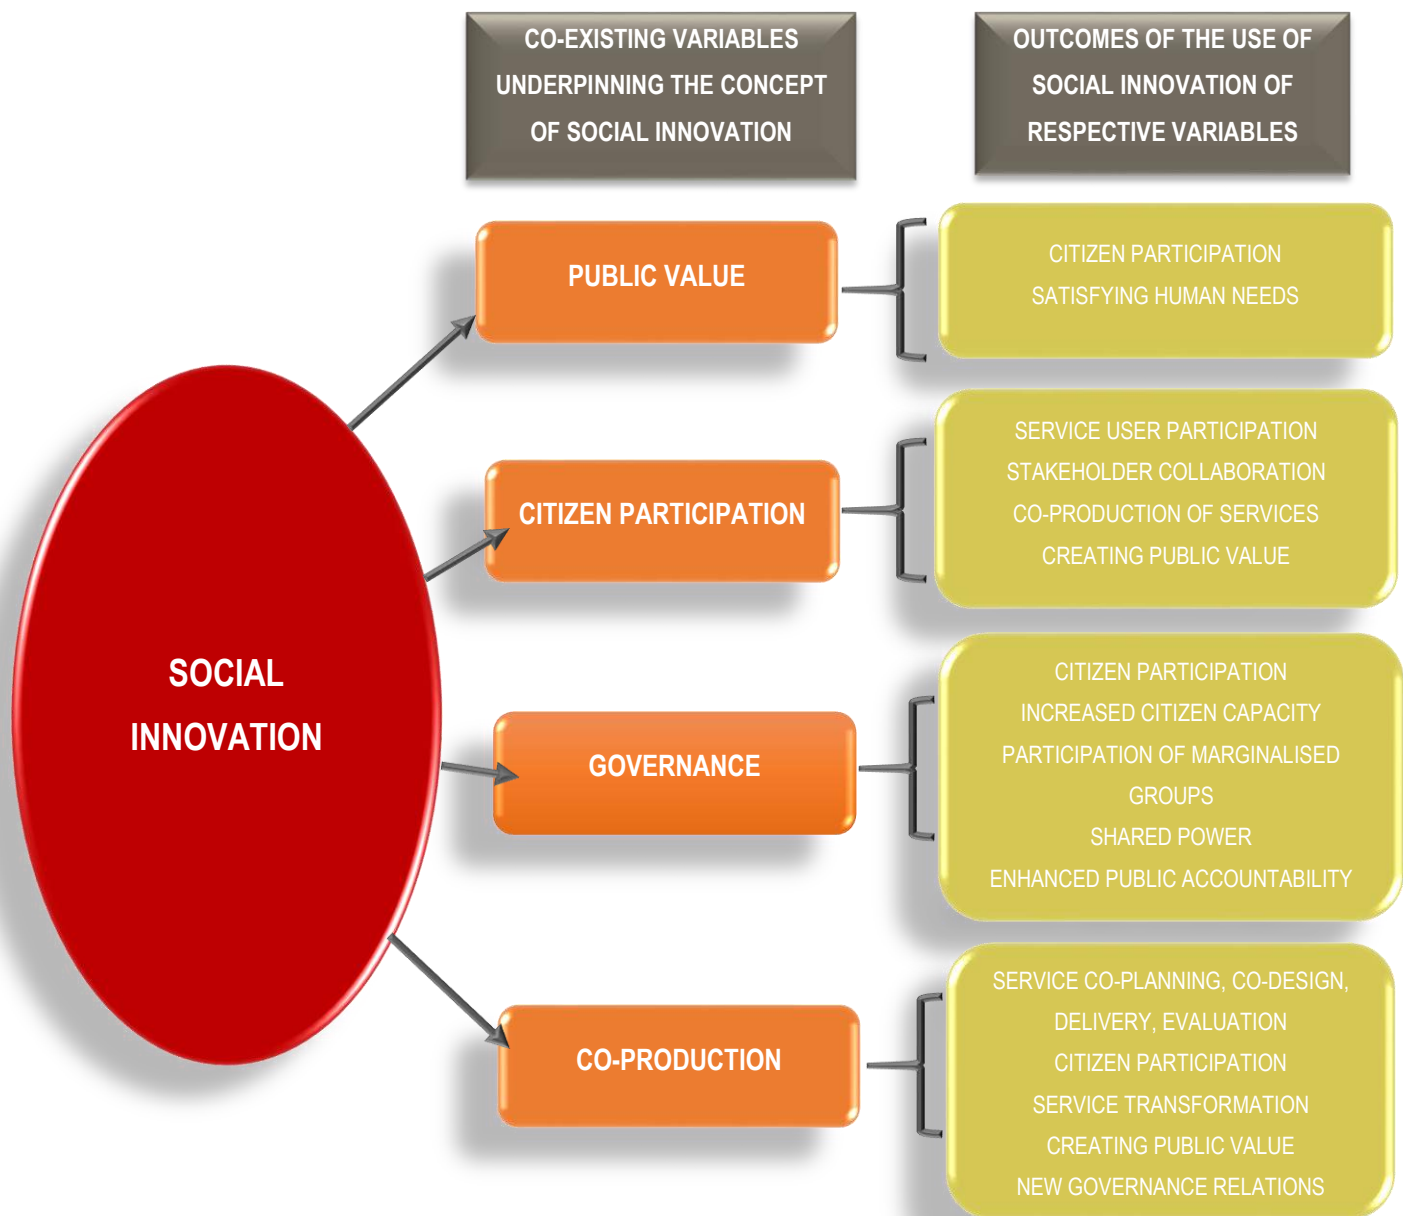 CO-EXISTING VARIABLES
UNDERPINNING THE CONCEPT
OF SOCIAL INNOVATION
OUTCOMES OF THE USE OF
SOCIAL INNOVATION OF
RESPECTIVE VARIABLES
SOCIAL
INNOVATION
PUBLIC VALUE
CITIZEN PARTICIPATION
SATISFYING HUMAN NEEDS
CITIZEN PARTICIPATION
SERVICE USER PARTICIPATION
STAKEHOLDER COLLABORATION
CO-PRODUCTION OF SERVICES
CREATING PUBLIC VALUE
GOVERNANCE
CITIZEN PARTICIPATION
INCREASED CITIZEN CAPACITY
PARTICIPATION OF MARGINALISED
GROUPS
SHARED POWER
ENHANCED PUBLIC ACCOUNTABILITY
CO-PRODUCTION
SERVICE CO-PLANNING, CO-DESIGN,
DELIVERY, EVALUATION
CITIZEN PARTICIPATION
SERVICE TRANSFORMATION
CREATING PUBLIC VALUE
NEW GOVERNANCE RELATIONS